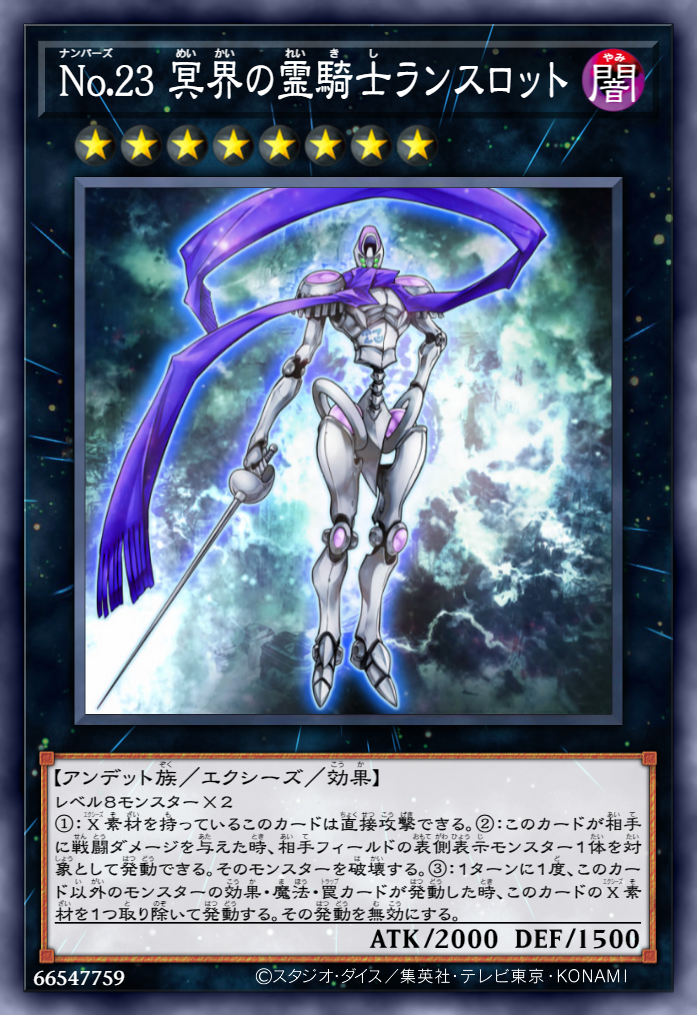 No.23 冥界の霊騎士ランスロット 闇
【アンデット族／エクシーズ／効果】
レベル８モンスター×２
①：Ｘ素材を持っているこのカードは直接攻撃できる。②：このカードが相手
に戦闘ダメージを与えた時、相手フィールドの表側表示モンスター１体を対
象として発動できる。そのモンスターを破壊する。③：１ターンに１度、このカー
ド以外のモンスターの効果・魔法・罠カードが発動した時、このカードのＸ素
材を１つ取り除いて発動する。その発動を無効にする。
ATK/2000 DEF/1500
66547759 ©スタジオ・ダイス／集英社・テレビ東京・KONAMI